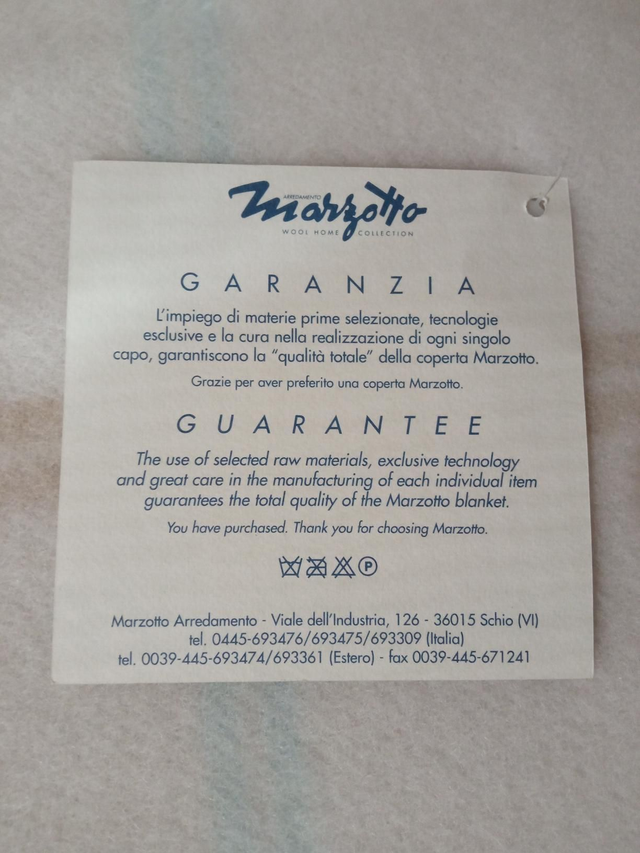 ARREDAMENTO
Marzotto
WOOL HOME COLLECTION
GARANZIA
L'impiego di materie prime selezionate, tecnologie
esclusive e la cura nella realizzazione di ogni singolo
capo, garantiscono la "qualità totale" della coperta Marzotto.
Grazie per aver preferito una coperta Marzotto.
GUARANTEE
The use of selected raw materials, exclusive technology
and great care in the manufacturing of each individual item
guarantees the total quality of the Marzotto blanket.
You have purchased. Thank you for choosing Marzotto.
P
Marzotto Arredamento - Viale dell'Industria, 126 - 36015 Schio (VI)
tel. 0445-693476/693475/693309 (Italia)
tel. 0039-445-693474/693361 (Estero) - fax 0039-445-671241